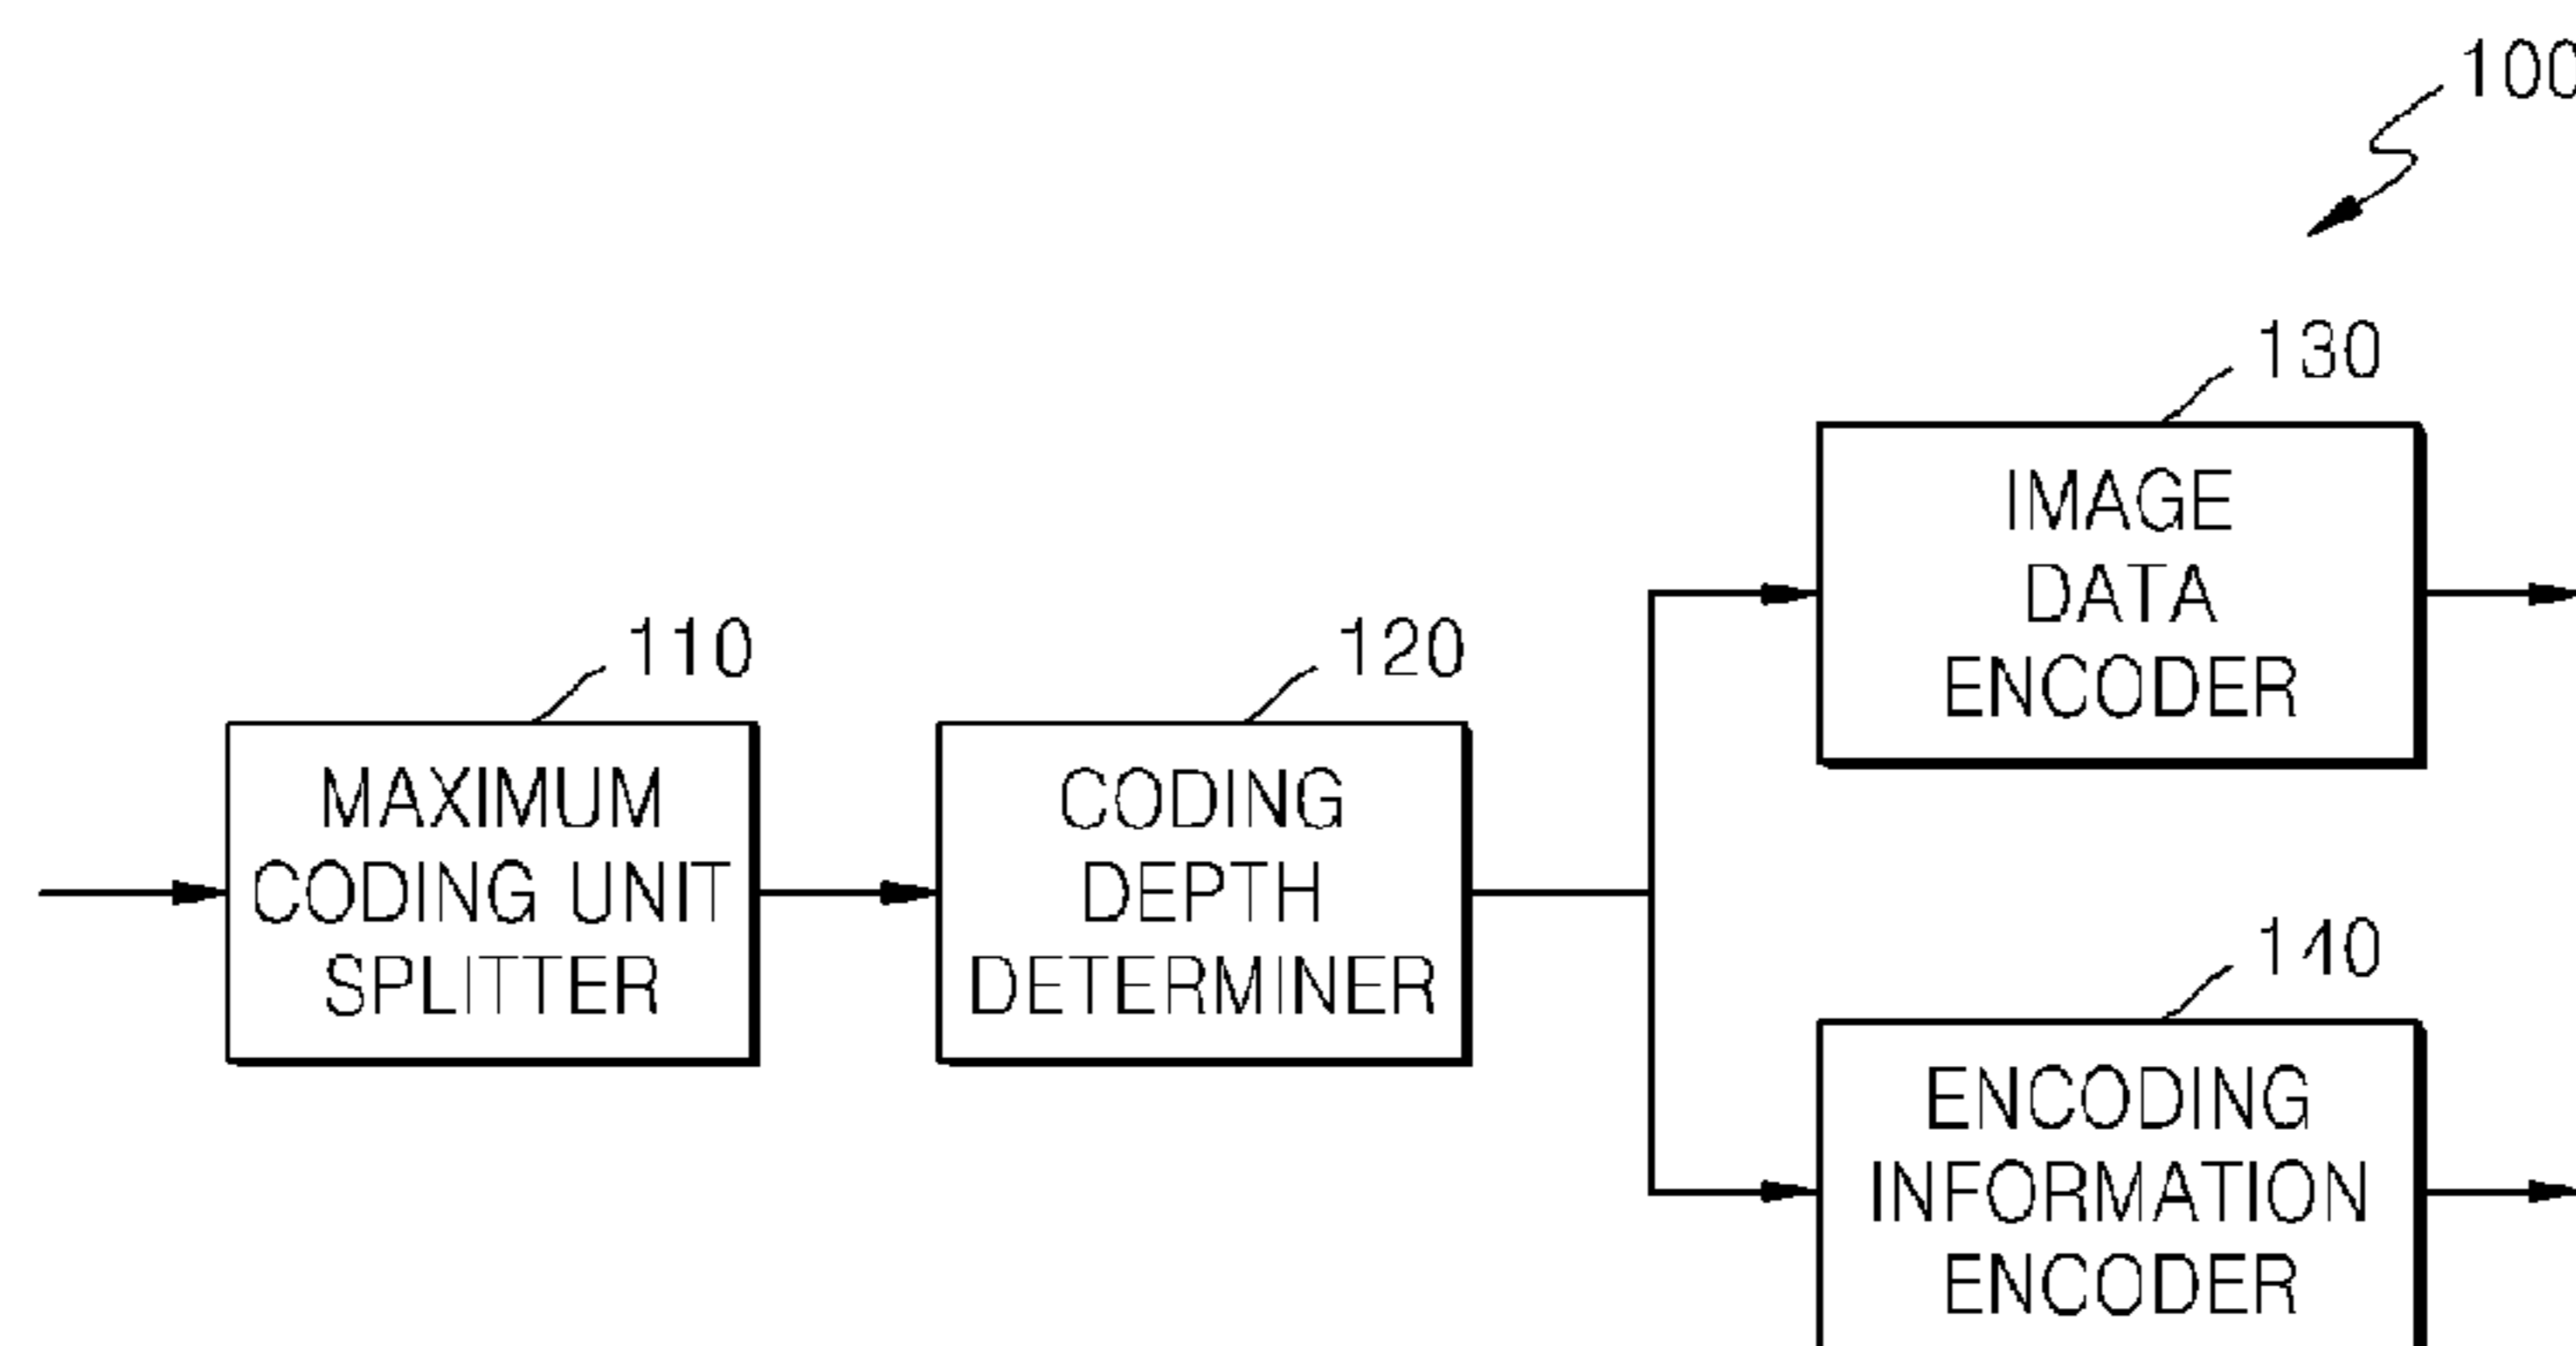 100
130
IMAGE
DATA
ENCODER
110
MAXIMUM
CODING UNIT
SPLITTER
120
CODING
DEPTH
DETERMINER
140
ENCODING
INFORMATION
ENCODER